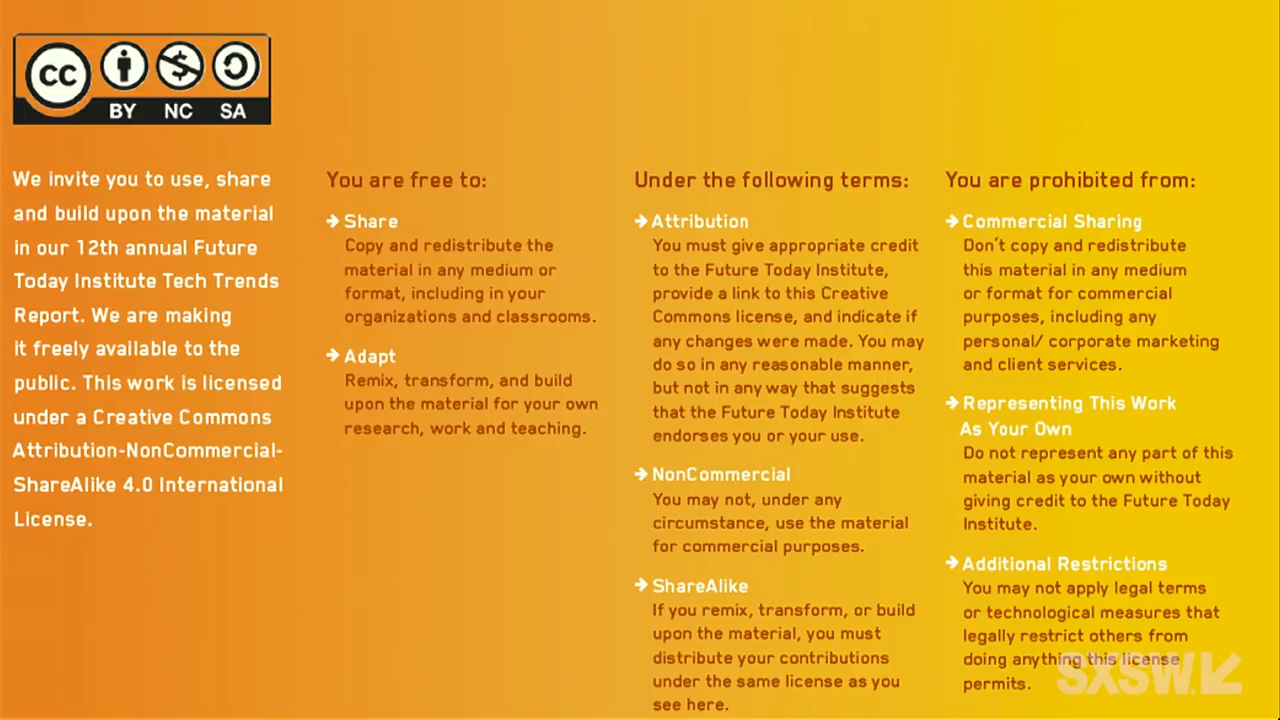 cc
BY NC SA
We invite you to use, share
and build upon the material
in our 12th annual Future
Today Institute Tech Trends
Report. We are making
it freely available to the
public. This work is licensed
under a Creative Commons
Attribution-NonCommercial-
ShareAlike 4.0 International
License.
You are free to:
Share
Copy and redistribute the
material in any medium or
format, including in your
organizations and classrooms.
Adapt
Remix, transform, and build
upon the material for your own
research, work and teaching.
Under the following terms:
Attribution
You must give appropriate credit
to the Future Today Institute,
provide a link to this Creative
Commons license, and indicate if
any changes were made. You may
do so in any reasonable manner,
but not in any way that suggests
that the Future Today Institute
endorses you or your use.
NonCommercial
You may not, under any
circumstance, use the material
for commercial purposes.
ShareAlike
If you remix, transform, or build
upon the material, you must
distribute your contributions
under the same license as you
see here.
You are prohibited from:
Commercial Sharing
Don't copy and redistribute
this material in any medium
or format for commercial
purposes, including any
personal/ corporate marketing
and client services.
Representing This Work
As Your Own
Do not represent any part of this
material as your own without
giving credit to the Future Today
Institute.
Additional Restrictions
You may not apply legal terms
or technological measures that
legally restrict others from
doing anything this license
permits.
SXSW.